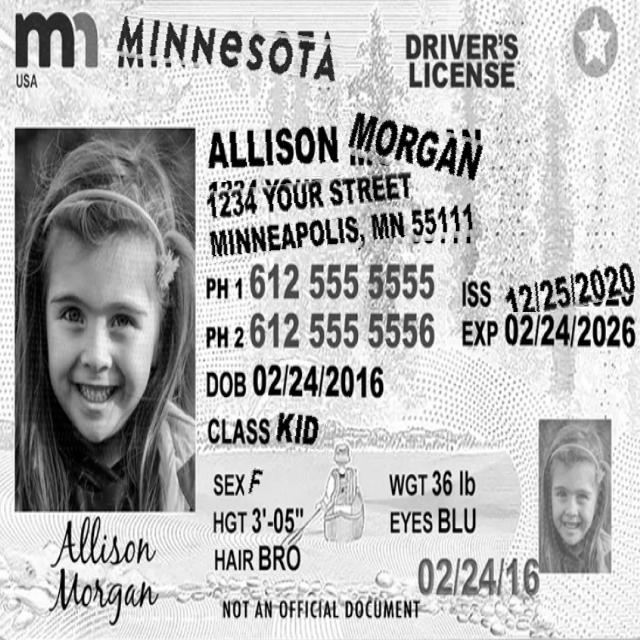 mn MINNESOTA DRIVER'S LICENSE
USA
ALLISON MORGAN
1234 YOUR STREET
MINNEAPOLIS, MN 55111
PH 1 612 555 5555
ISS 12/25/2020
PH 2 612 555 5556
EXP 02/24/2026
DOB 02/24/2016
CLASS KID
SEX F
WGT 36 lb
HGT 3'-05"
EYES BLU
HAIR BRO
02/24/16
Allison
Morgan
NOT AN OFFICIAL DOCUMENT